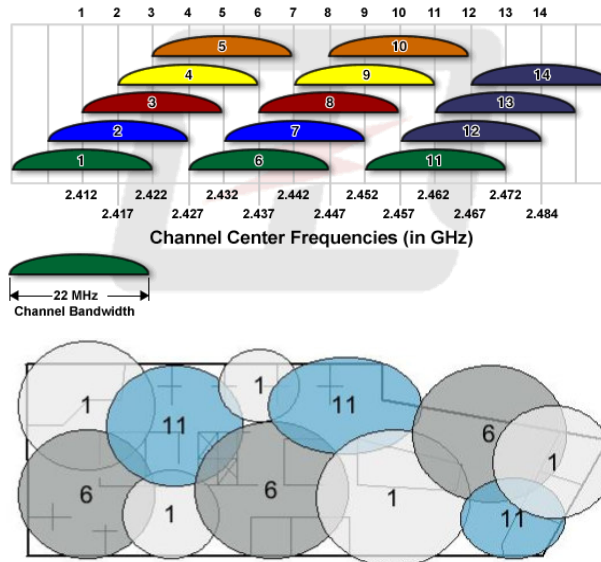 1 2 3 4 5 6 7 8 9 10 11 12 13 14
5 10
4 9 14
3 8 13
2 7 12
1 6 11
2.412 2.422 2.432 2.442 2.452 2.462 2.472
2.417 2.427 2.437 2.447 2.457 2.467 2.484
Channel Center Frequencies (in GHz)
22 MHz
Channel Bandwidth
1 11 1 11 6 1
6 1 6 1 11